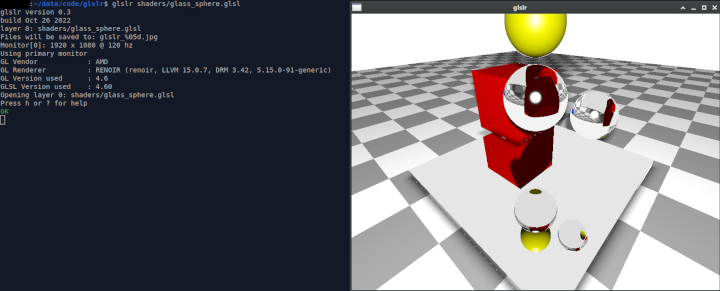 :~/data/code/glslr$ glslr shaders/glass_sphere.glsl
glslr version 0.3
build Oct 26 2022
layer 0: shaders/glass_sphere.glsl
Files will be saved to: glslr_%05d.jpg
Monitor[0]: 1920 x 1080 @ 120 hz
Using primary monitor
GL Vendor : AMD
GL Renderer : RENOIR (renoir, LLVM 15.0.7, DRM 3.42, 5.15.0-91-generic)
GL Version used : 4.6
GLSL Version used : 4.60
Opening layer 0: shaders/glass_sphere.glsl
Press h or ? for help
OK
glslr